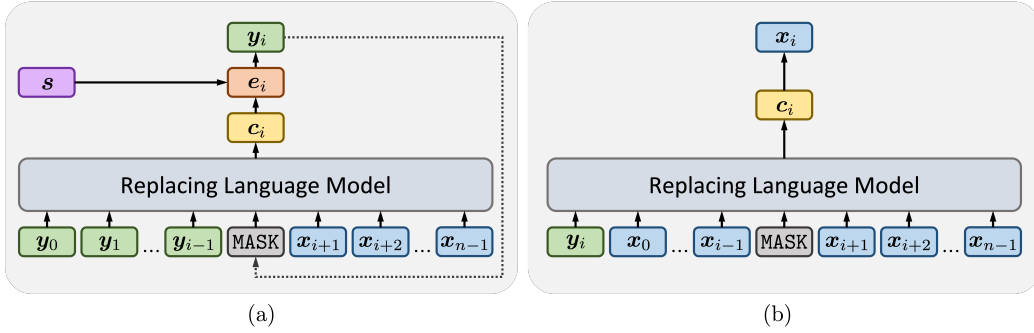 y_i
x_i
s
e_i
c_i
c_i
Replacing Language Model
Replacing Language Model
y_0 y_1 ... y_{i-1} MASK x_{i+1} x_{i+2} ... x_{n-1}
y_i x_0 ... x_{i-1} MASK x_{i+1} x_{i+2} ... x_{n-1}
(a)
(b)